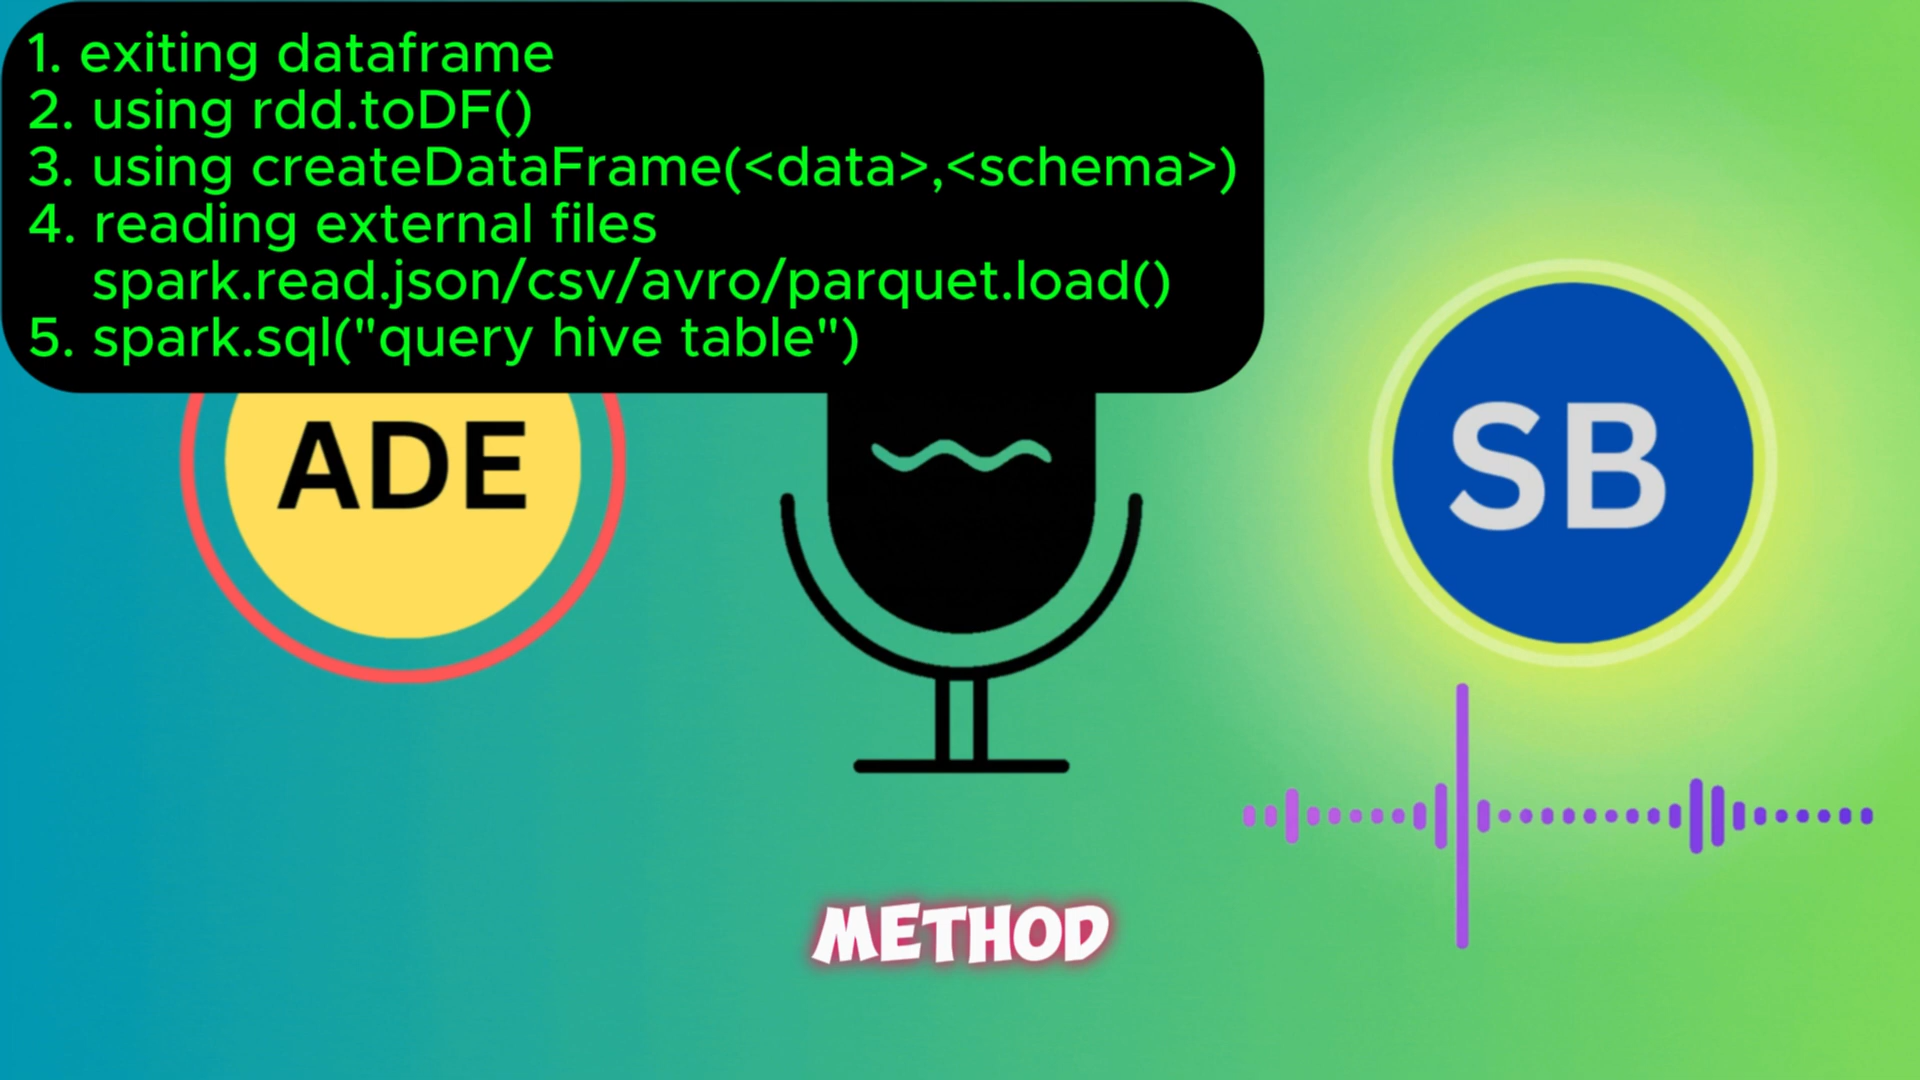 1. exiting dataframe
2. using rdd.toDF()
3. using createDataFrame(<data>,<schema>)
4. reading external files
spark.read.json/csv/avro/parquet.load()
5. spark.sql("query hive table")
ADE
SB
METHOD